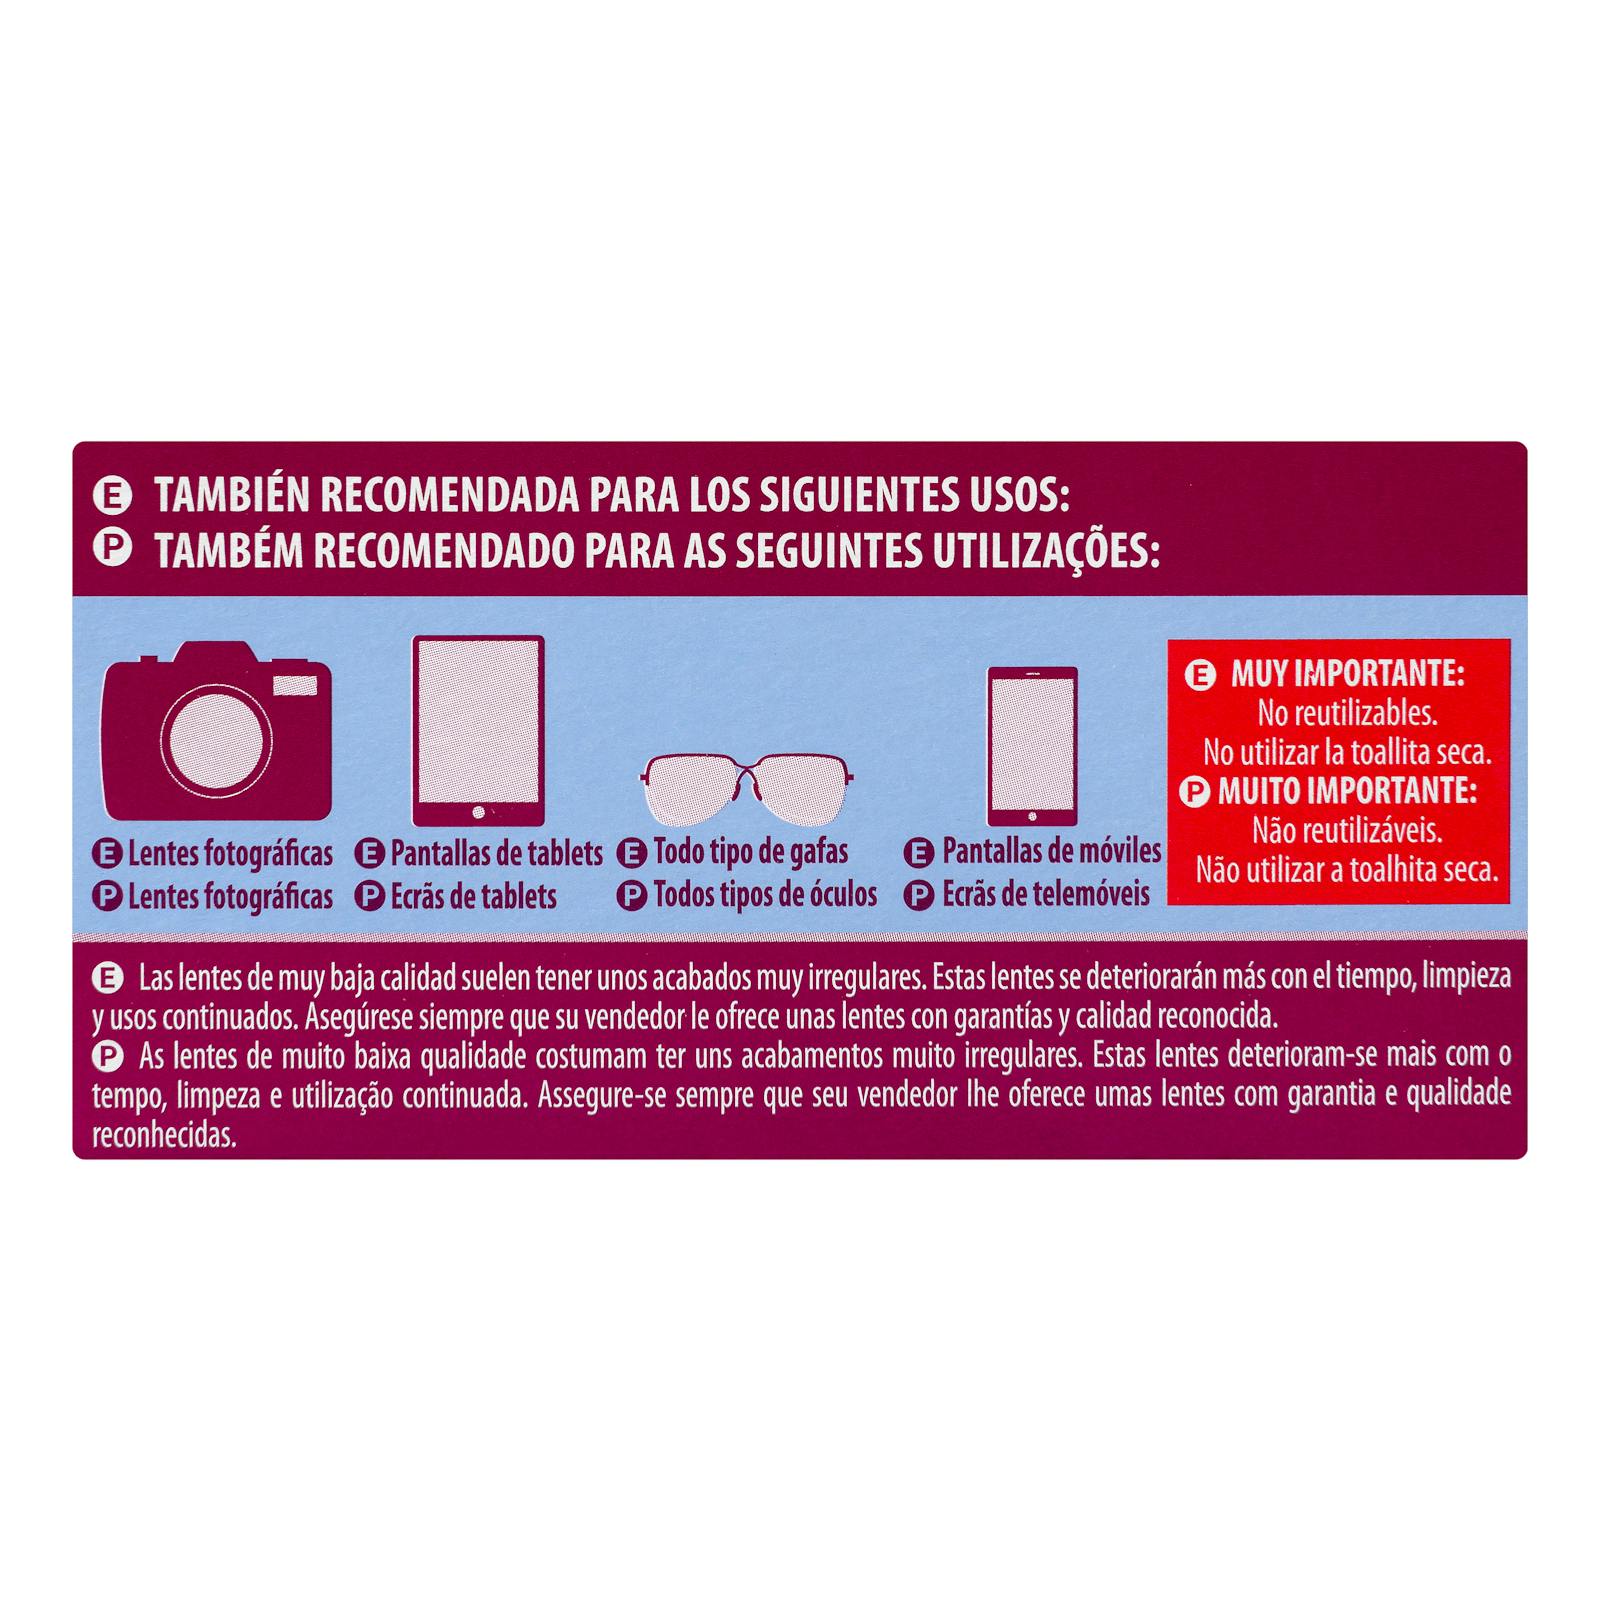 E TAMBIÉN RECOMENDADA PARA LOS SIGUIENTES USOS:
P TAMBÉM RECOMENDADO PARA AS SEGUINTES UTILIZAÇÕES:
E Lentes fotográficas
P Lentes fotográficas
E Pantallas de tablets
P Ecrãs de tablets
E Todo tipo de gafas
P Todos tipos de óculos
E Pantallas de móviles
P Ecrãs de telemóveis
E MUY IMPORTANTE:
No reutilizables.
No utilizar la toallita seca.
P MUITO IMPORTANTE:
Não reutilizáveis.
Não utilizar a toalhita seca.
E Las lentes de muy baja calidad suelen tener unos acabados muy irregulares. Estas lentes se deteriorarán más con el tiempo, limpieza
y usos continuados. Asegúrese siempre que su vendedor le ofrece unas lentes con garantías y calidad reconocida.
P As lentes de muito baixa qualidade costumam ter uns acabamentos muito irregulares. Estas lentes deterioram-se mais com o
tempo, limpeza e utilização continuada. Assegure-se sempre que seu vendedor lhe oferece umas lentes com garantia e qualidade
reconhecidas.